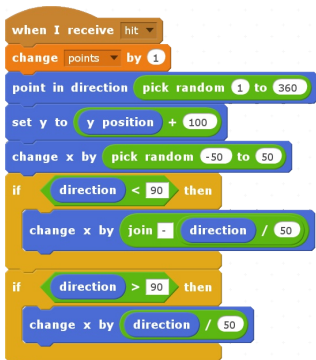 when I receive hit
change points by 1
point in direction pick random 1 to 360
set y to y position + 100
change x by pick random -50 to 50
if direction < 90 then
change x by join - direction / 50
if direction > 90 then
change x by direction / 50